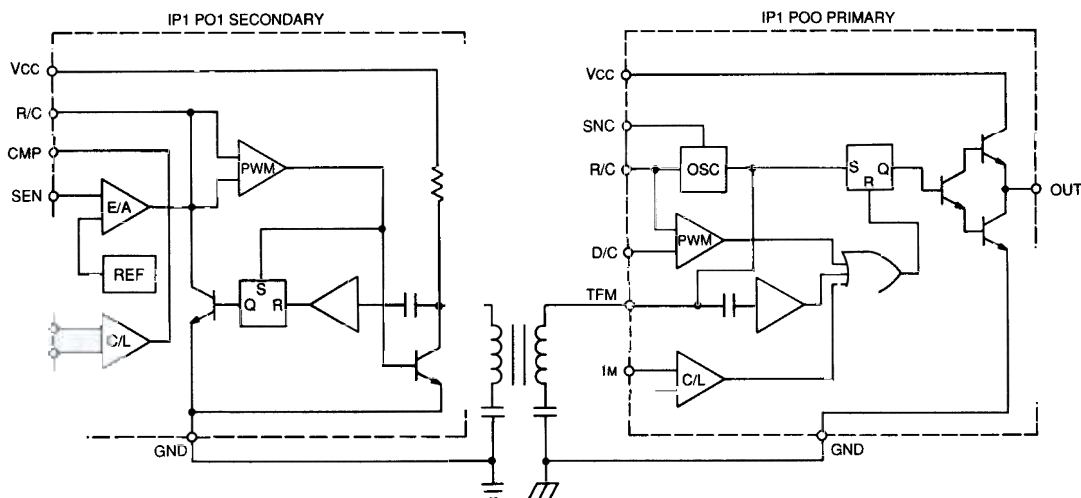 IP1 PO1 SECONDARY
VCC
R/C
CMP
SEN
E/A
REF
C/L
PWM
S
Q
R
GND
IP1 POO PRIMARY
VCC
SNC
R/C
D/C
TFM
1M
OSC
PWM
C/L
S
Q
R
OUT
GND